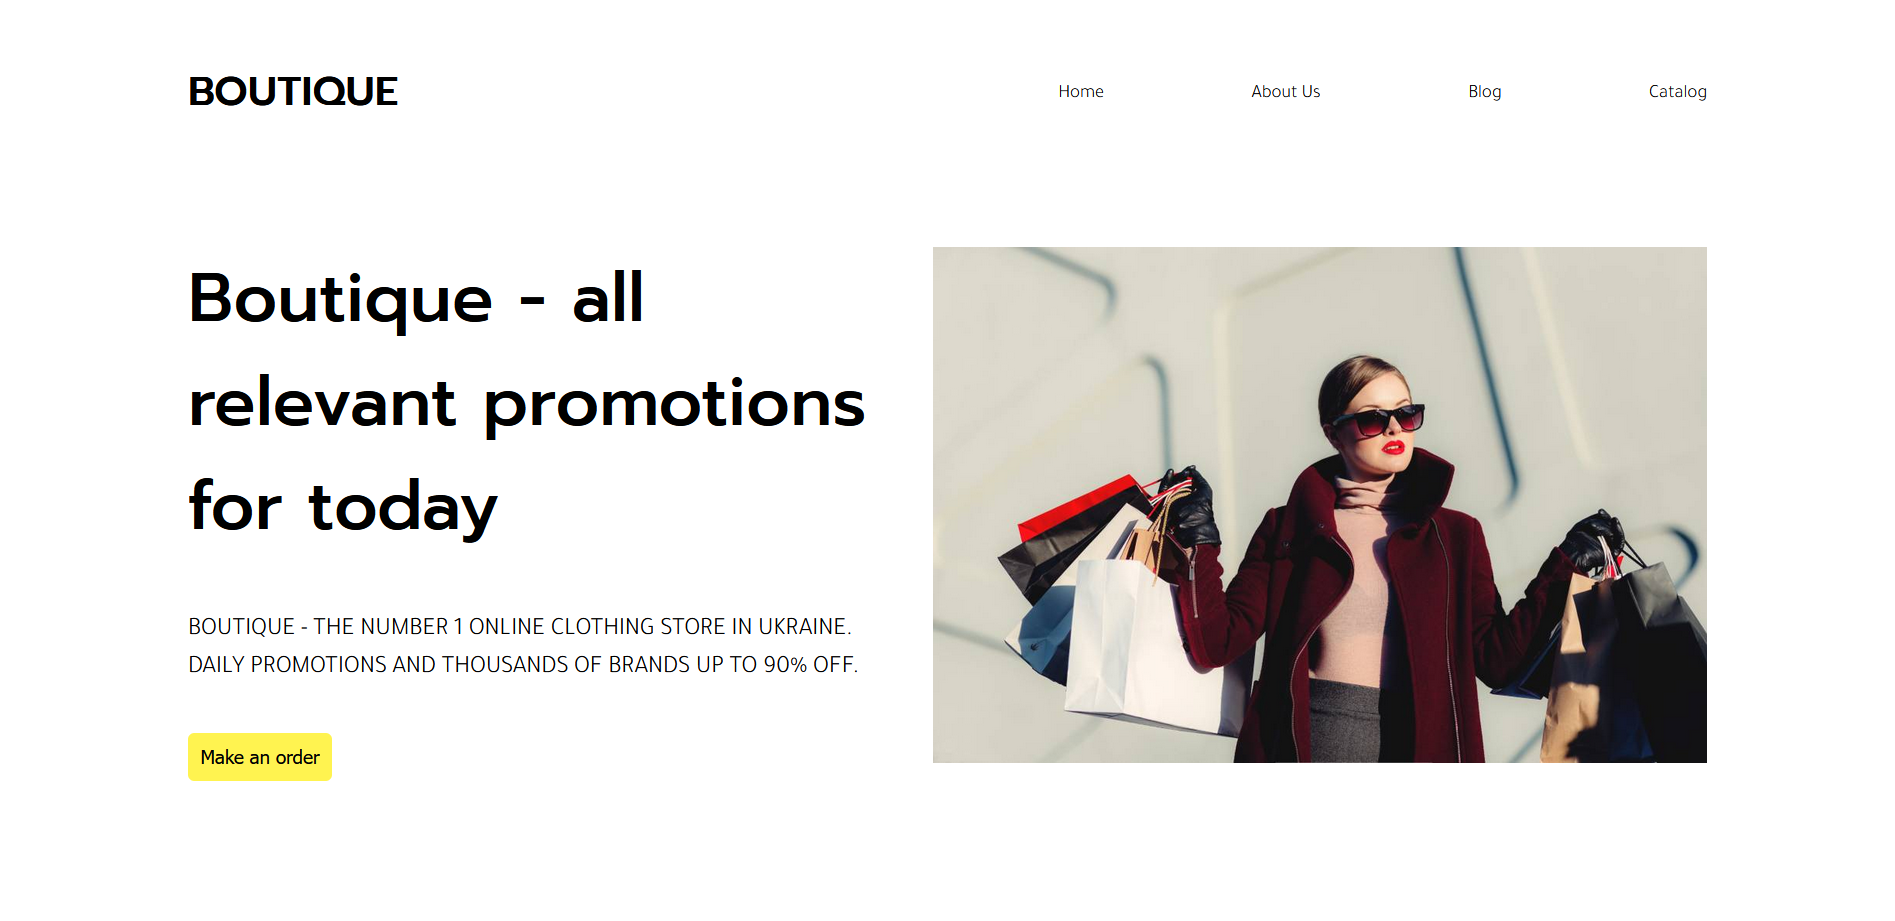 BOUTIQUE
Home
About Us
Blog
Catalog
Boutique - all
relevant promotions
for today
BOUTIQUE - THE NUMBER 1 ONLINE CLOTHING STORE IN UKRAINE.
DAILY PROMOTIONS AND THOUSANDS OF BRANDS UP TO 90% OFF.
Make an order